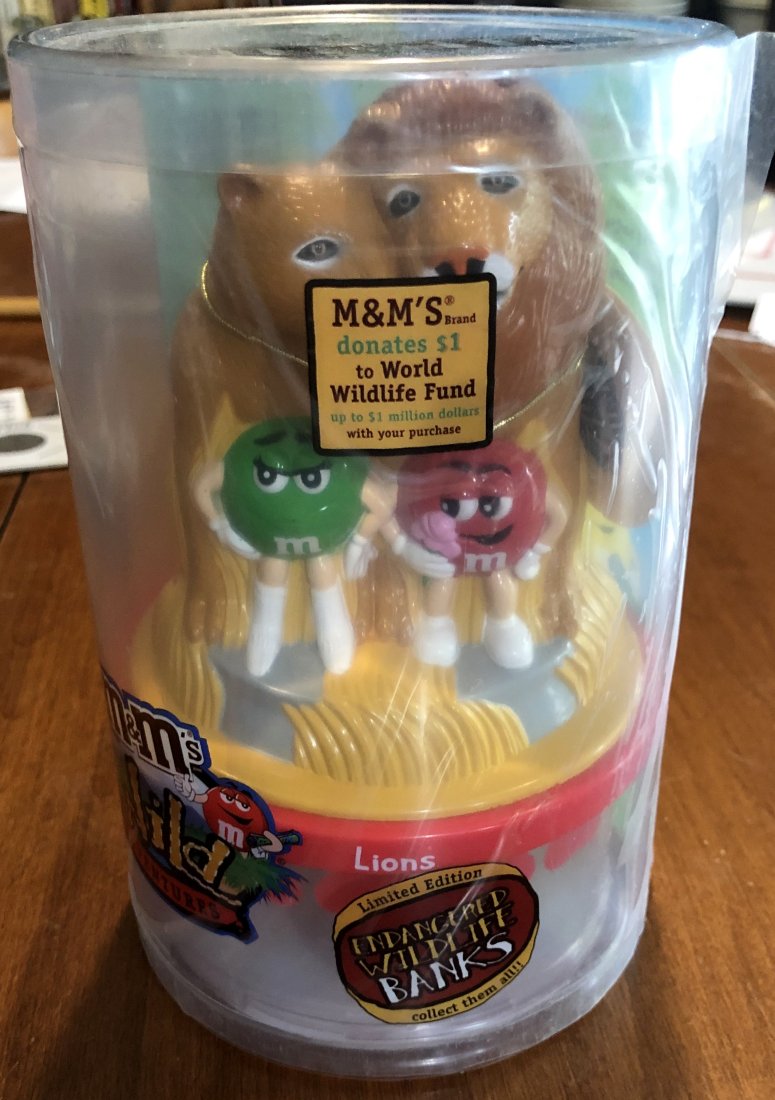 M&M'S® Brand
donates $1
to World
Wildlife Fund
up to $1 million dollars
with your purchase
m
m
m&m's
Wild
m
Lions
Limited Edition
ENDANGERED
WILDLIFE
BANKS
collect them all!!